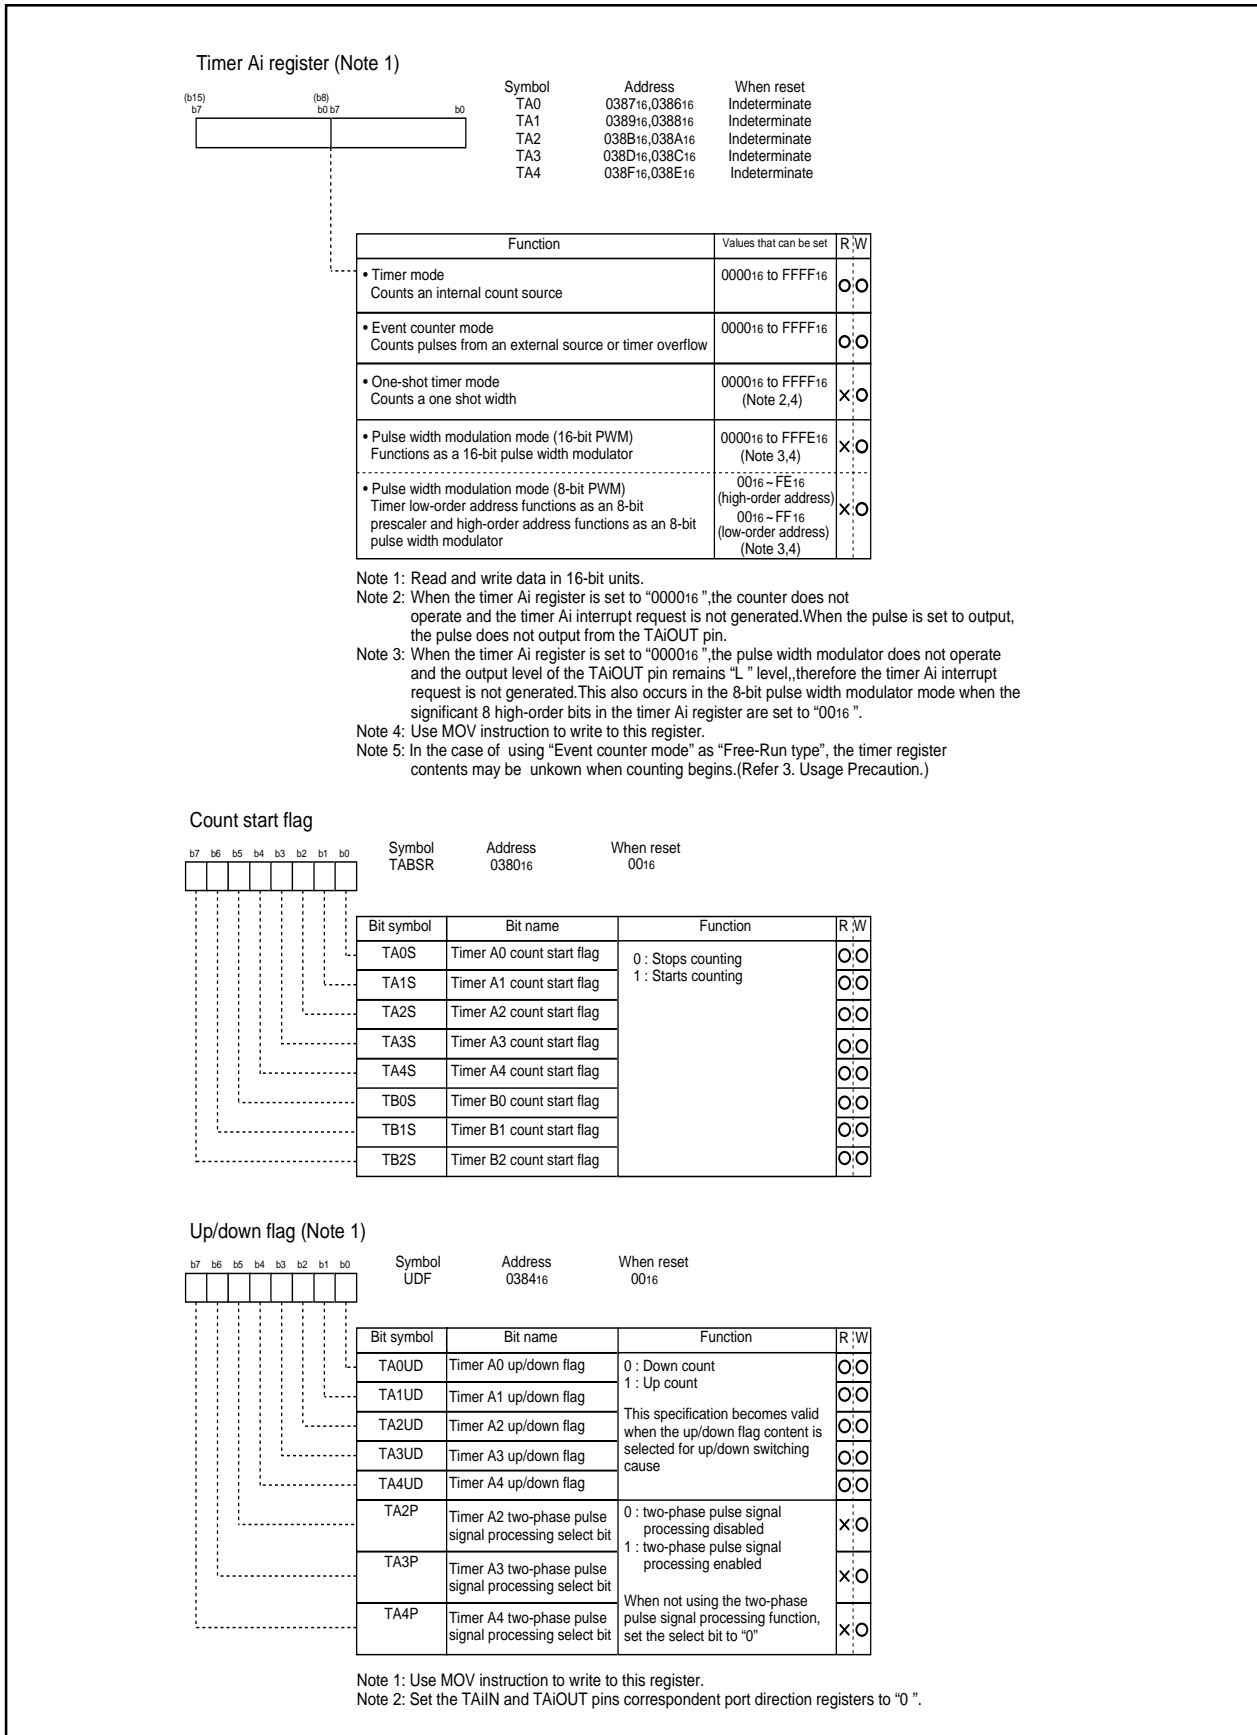 Timer Ai register (Note 1)
(b15) (b8)
b7 b0 b7 b0
Symbol Address When reset
TA0 038716,038616 Indeterminate
TA1 038916,038816 Indeterminate
TA2 038B16,038A16 Indeterminate
TA3 038D16,038C16 Indeterminate
TA4 038F16,038E16 Indeterminate
Function Values that can be set R W
• Timer mode 000016 to FFFF16
Counts an internal count source O O
• Event counter mode 000016 to FFFF16
Counts pulses from an external source or timer overflow O O
• One-shot timer mode 000016 to FFFF16
Counts a one shot width (Note 2,4) X O
• Pulse width modulation mode (16-bit PWM) 000016 to FFFE16
Functions as a 16-bit pulse width modulator (Note 3,4) X O
• Pulse width modulation mode (8-bit PWM) 0016 ~ FE16
Timer low-order address functions as an 8-bit (high-order address)
prescaler and high-order address functions as an 8-bit 0016 ~ FF16 X O
pulse width modulator (low-order address)
(Note 3,4)
Note 1: Read and write data in 16-bit units.
Note 2: When the timer Ai register is set to “000016 ”,the counter does not
operate and the timer Ai interrupt request is not generated.When the pulse is set to output,
the pulse does not output from the TAiOUT pin.
Note 3: When the timer Ai register is set to “000016 ”,the pulse width modulator does not operate
and the output level of the TAiOUT pin remains “L ” level,,therefore the timer Ai interrupt
request is not generated.This also occurs in the 8-bit pulse width modulator mode when the
significant 8 high-order bits in the timer Ai register are set to “0016 ”.
Note 4: Use MOV instruction to write to this register.
Note 5: In the case of using “Event counter mode” as “Free-Run type”, the timer register
contents may be unkown when counting begins.(Refer 3. Usage Precaution.)
Count start flag
b7 b6 b5 b4 b3 b2 b1 b0
Symbol Address When reset
TABSR 038016 0016
Bit symbol Bit name Function R W
TA0S Timer A0 count start flag 0 : Stops counting O O
TA1S Timer A1 count start flag 1 : Starts counting O O
TA2S Timer A2 count start flag O O
TA3S Timer A3 count start flag O O
TA4S Timer A4 count start flag O O
TB0S Timer B0 count start flag O O
TB1S Timer B1 count start flag O O
TB2S Timer B2 count start flag O O
Up/down flag (Note 1)
b7 b6 b5 b4 b3 b2 b1 b0
Symbol Address When reset
UDF 038416 0016
Bit symbol Bit name Function R W
TA0UD Timer A0 up/down flag 0 : Down count O O
TA1UD Timer A1 up/down flag 1 : Up count O O
TA2UD Timer A2 up/down flag This specification becomes valid O O
when the up/down flag content is
TA3UD Timer A3 up/down flag selected for up/down switching O O
cause
TA4UD Timer A4 up/down flag O O
TA2P Timer A2 two-phase pulse 0 : two-phase pulse signal
signal processing select bit processing disabled X O
1 : two-phase pulse signal
TA3P Timer A3 two-phase pulse processing enabled
signal processing select bit X O
When not using the two-phase
TA4P Timer A4 two-phase pulse pulse signal processing function,
signal processing select bit set the select bit to “0” X O
Note 1: Use MOV instruction to write to this register.
Note 2: Set the TAiIN and TAiOUT pins correspondent port direction registers to “0 ”.